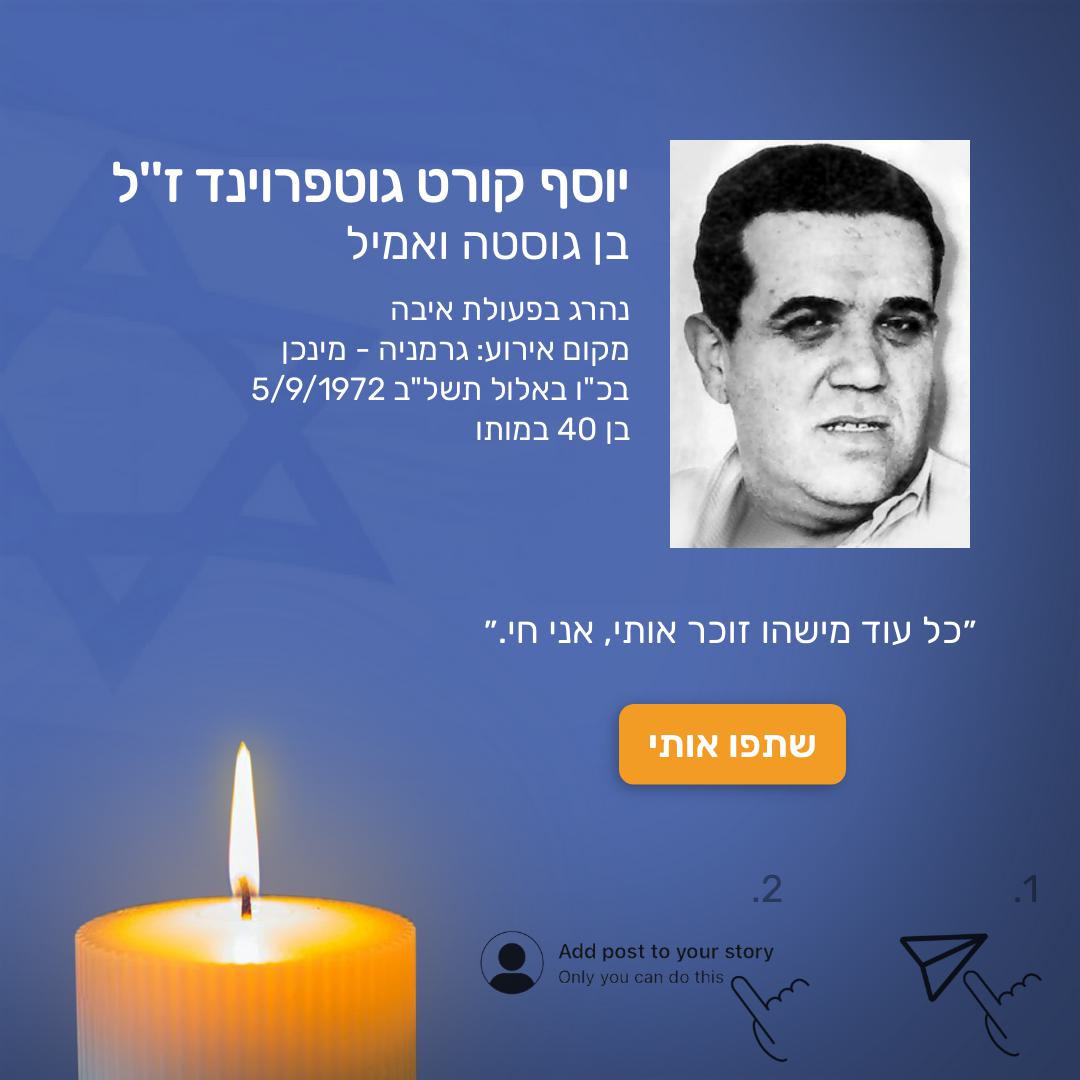 יוסף קורט גוטפרוינד ז"ל
בן גוסטה ואמיל
נהרג בפעולת איבה
מקום אירוע: גרמניה - מינכן
בכ"ו באלול תשל"ב 5/9/1972
בן 40 במותו
״כל עוד מישהו זוכר אותי, אני חי.״
שתפו אותי
1.
2.
Add post to your story
Only you can do this